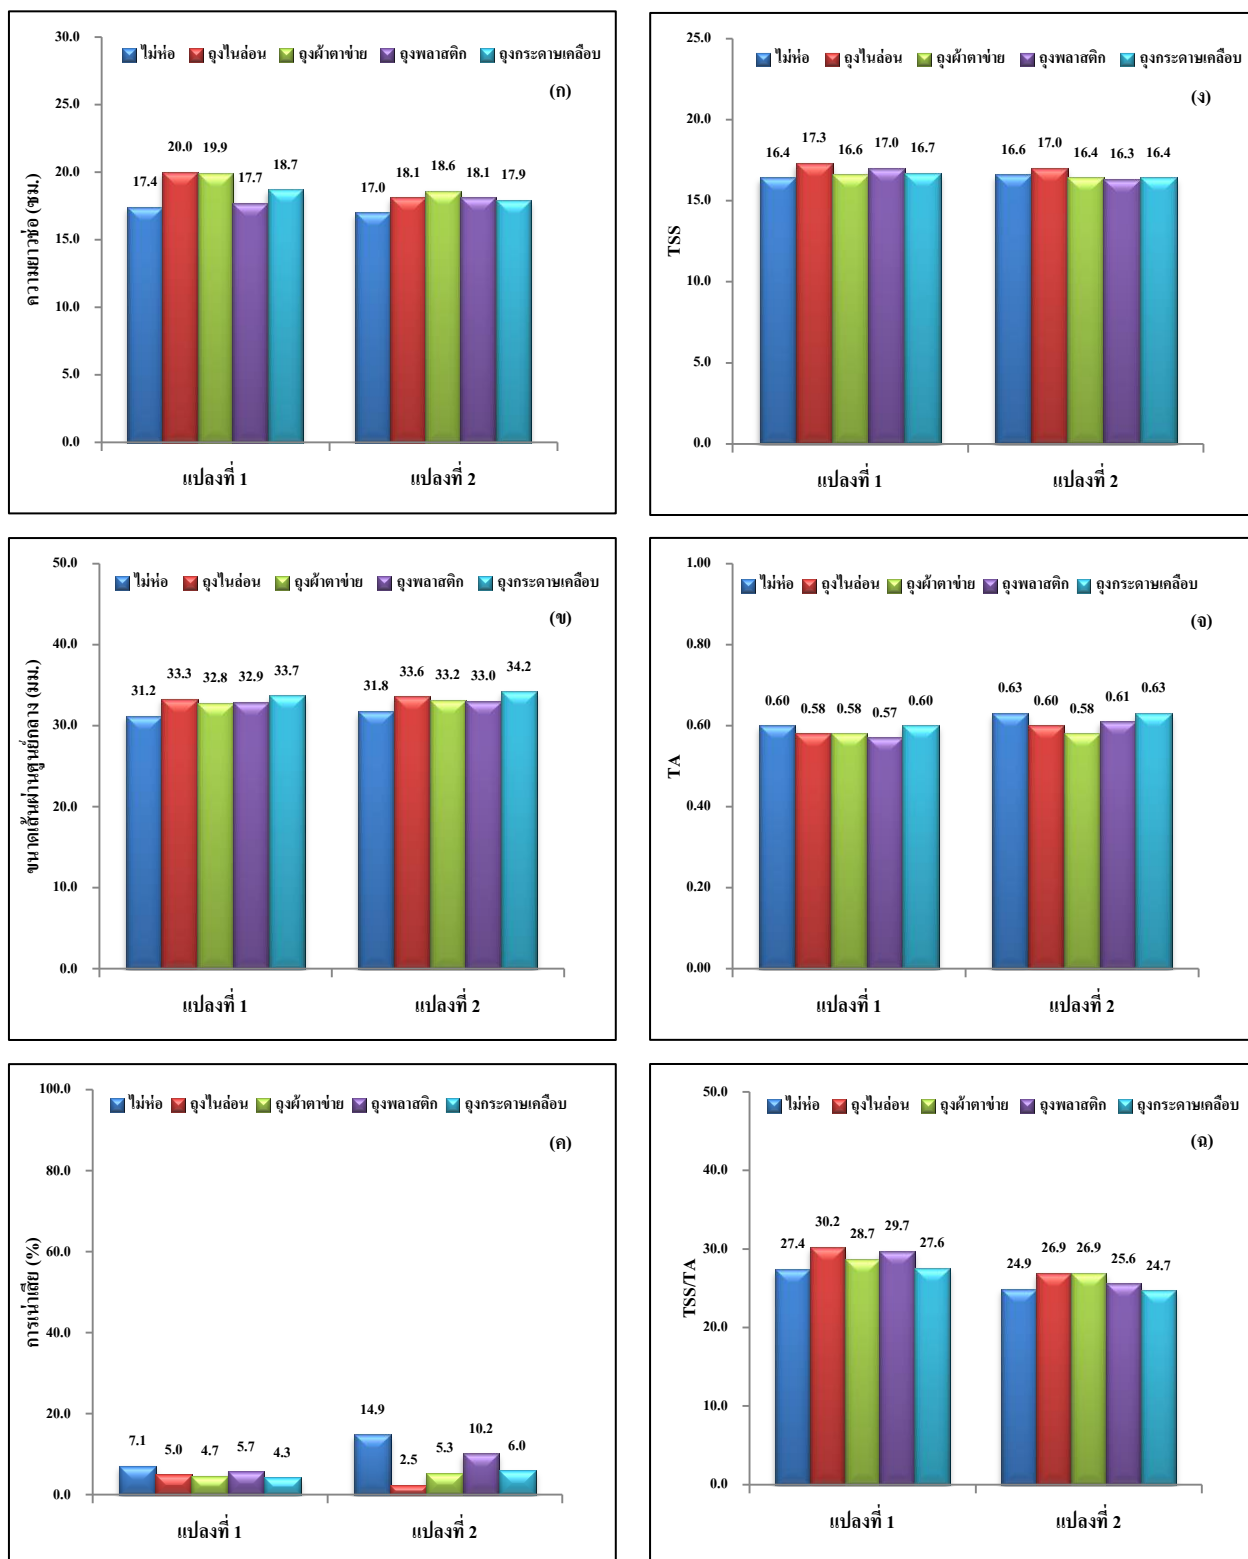 30.0
25.0
20.0
15.0
10.0
5.0
0.0
ความยาวช่อ (ซม.)
ไม่ห่อ ถุงไนล่อน ถุงผ้าตาข่าย ถุงพลาสติก ถุงกระดาษเคลือบ
(ก)
17.4 20.0 19.9 17.7 18.7
17.0 18.1 18.6 18.1 17.9
แปลงที่ 1 แปลงที่ 2
25.0
20.0
15.0
10.0
5.0
0.0
TSS
ไม่ห่อ ถุงไนล่อน ถุงผ้าตาข่าย ถุงพลาสติก ถุงกระดาษเคลือบ
(ง)
16.4 17.3 16.6 17.0 16.7
16.6 17.0 16.4 16.3 16.4
แปลงที่ 1 แปลงที่ 2
50.0
40.0
30.0
20.0
10.0
0.0
ขนาดเส้นผ่านศูนย์กลาง (มม.)
ไม่ห่อ ถุงไนล่อน ถุงผ้าตาข่าย ถุงพลาสติก ถุงกระดาษเคลือบ
(ข)
31.2 33.3 32.8 32.9 33.7
31.8 33.6 33.2 33.0 34.2
แปลงที่ 1 แปลงที่ 2
1.00
0.80
0.60
0.40
0.20
0.00
TA
ไม่ห่อ ถุงไนล่อน ถุงผ้าตาข่าย ถุงพลาสติก ถุงกระดาษเคลือบ
(จ)
0.60 0.58 0.58 0.57 0.60
0.63 0.60 0.58 0.61 0.63
แปลงที่ 1 แปลงที่ 2
100.0
80.0
60.0
40.0
20.0
0.0
การเน่าเสีย (%)
ไม่ห่อ ถุงไนล่อน ถุงผ้าตาข่าย ถุงพลาสติก ถุงกระดาษเคลือบ
(ค)
7.1 5.0 4.7 5.7 4.3
14.9 2.5 5.3 10.2 6.0
แปลงที่ 1 แปลงที่ 2
50.0
40.0
30.0
20.0
10.0
0.0
TSS/TA
ไม่ห่อ ถุงไนล่อน ถุงผ้าตาข่าย ถุงพลาสติก ถุงกระดาษเคลือบ
(ฉ)
27.4 30.2 28.7 29.7 27.6
24.9 26.9 26.9 25.6 24.7
แปลงที่ 1 แปลงที่ 2